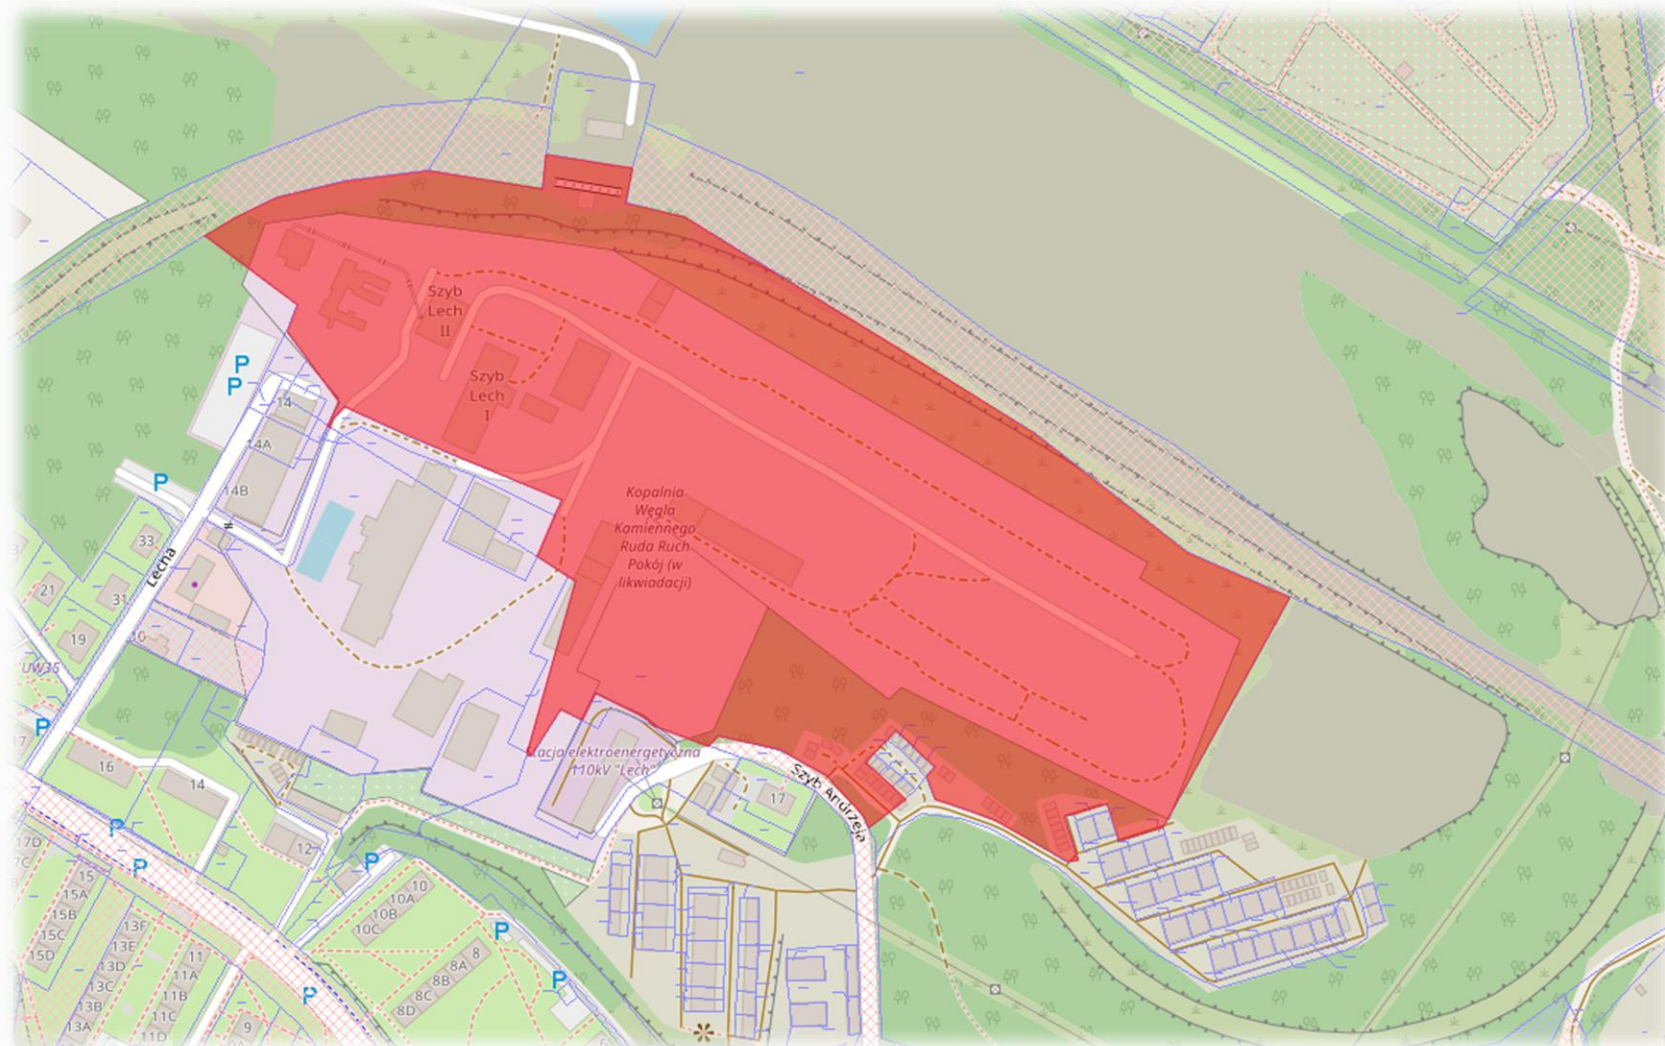 Szyb
Lech
II
Szyb
Lech
I
P
P
14
14A
14B
P
Kopalnia
Węgla
Kamiennego
Ruda Ruch
Pokój (w
likwiadacji)
33
21
31
Lecha
19
P
16
14
12
Stacja elektroenergetyczna
110kV "Lech"
17
Szyb Andrzeja
P
P
P
17D
15
15A
15B
15C
15D
13F
13E
13D
13C
13B
13A
11
11A
11B
11C
11D
10
10A
10B
10C
8
8A
8B
8C
8D
P
P
P
9